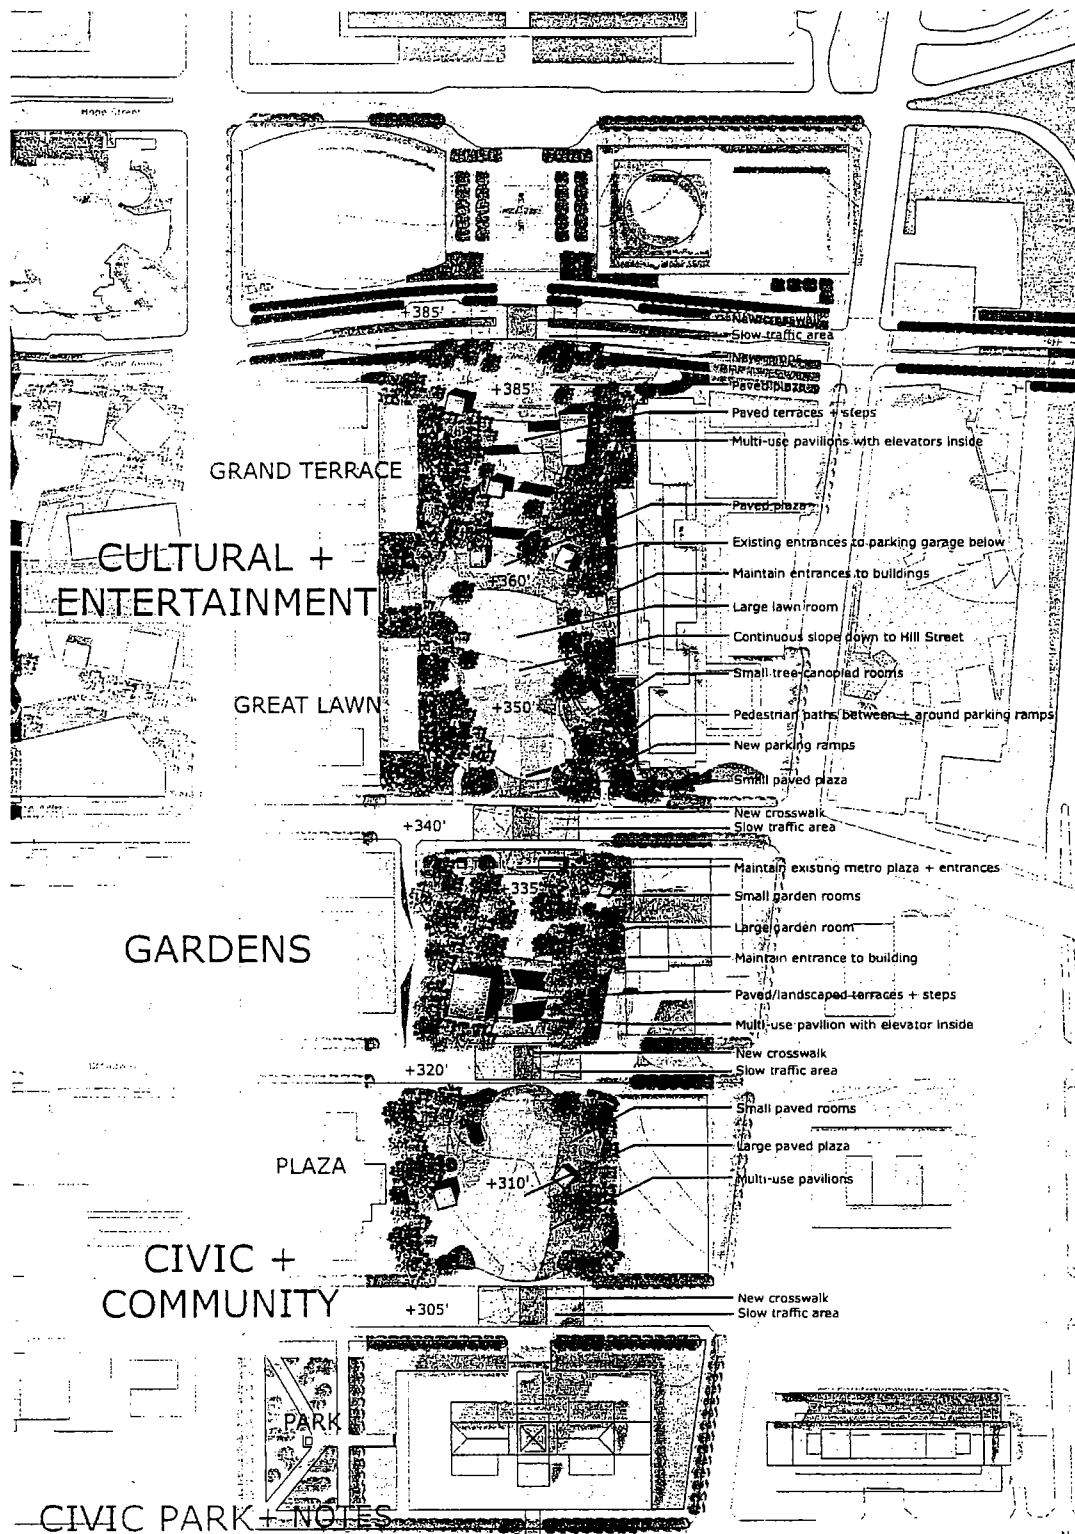 Hope Street
+385'
New crosswalk
Slow traffic area
New ramps
+385'
Paved plaza
Paved terraces + steps
Multi-use pavilions with elevators inside
GRAND TERRACE
Paved plaza
CULTURAL +
ENTERTAINMENT
Existing entrances to parking garage below
+360'
Maintain entrances to buildings
Large lawn room
Continuous slope down to Hill Street
Small tree-canopied rooms
GREAT LAWN
+350'
Pedestrian paths between + around parking ramps
New parking ramps
Small paved plaza
New crosswalk
+340'
Slow traffic area
Maintain existing metro plaza + entrances
+335'
Small garden rooms
Large garden room
GARDENS
Maintain entrance to building
Paved/landscaped terraces + steps
Multi-use pavilion with elevator inside
New crosswalk
+320'
Slow traffic area
Small paved rooms
Large paved plaza
PLAZA
+310'
Multi-use pavilions
CIVIC +
COMMUNITY
New crosswalk
+305'
Slow traffic area
PARK
CIVIC PARK + NOTES